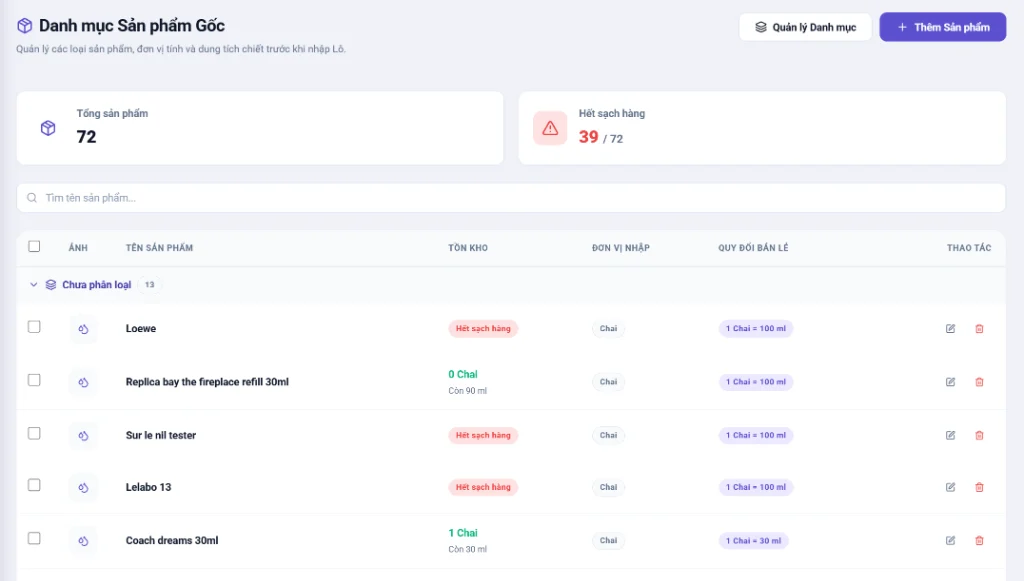 Danh mục Sản phẩm Gốc
Quản lý các loại sản phẩm, đơn vị tính và dung tích chiết trước khi nhập Lô.
Quản lý Danh mục
Thêm Sản phẩm
Tổng sản phẩm
72
Hết sạch hàng
39 / 72
Tìm tên sản phẩm...
ẢNH TÊN SẢN PHẨM TỒN KHO ĐƠN VỊ NHẬP QUY ĐỔI BÁN LẺ THAO TÁC
Chưa phân loại 13
Loewe Hết sạch hàng Chai 1 Chai = 100 ml
Replica bay the fireplace refill 30ml 0 Chai Chai 1 Chai = 100 ml
Còn 90 ml
Sur le nil tester Hết sạch hàng Chai 1 Chai = 100 ml
Lelabo 13 Hết sạch hàng Chai 1 Chai = 100 ml
Coach dreams 30ml 1 Chai Chai 1 Chai = 30 ml
Còn 30 ml